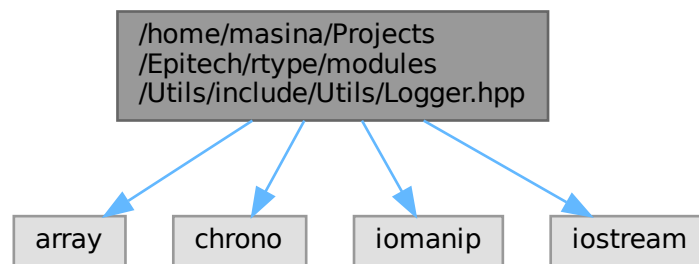 /home/masina/Projects
/Epitech/rtype/modules
/Utils/include/Utils/Logger.hpp
array
chrono
iomanip
iostream